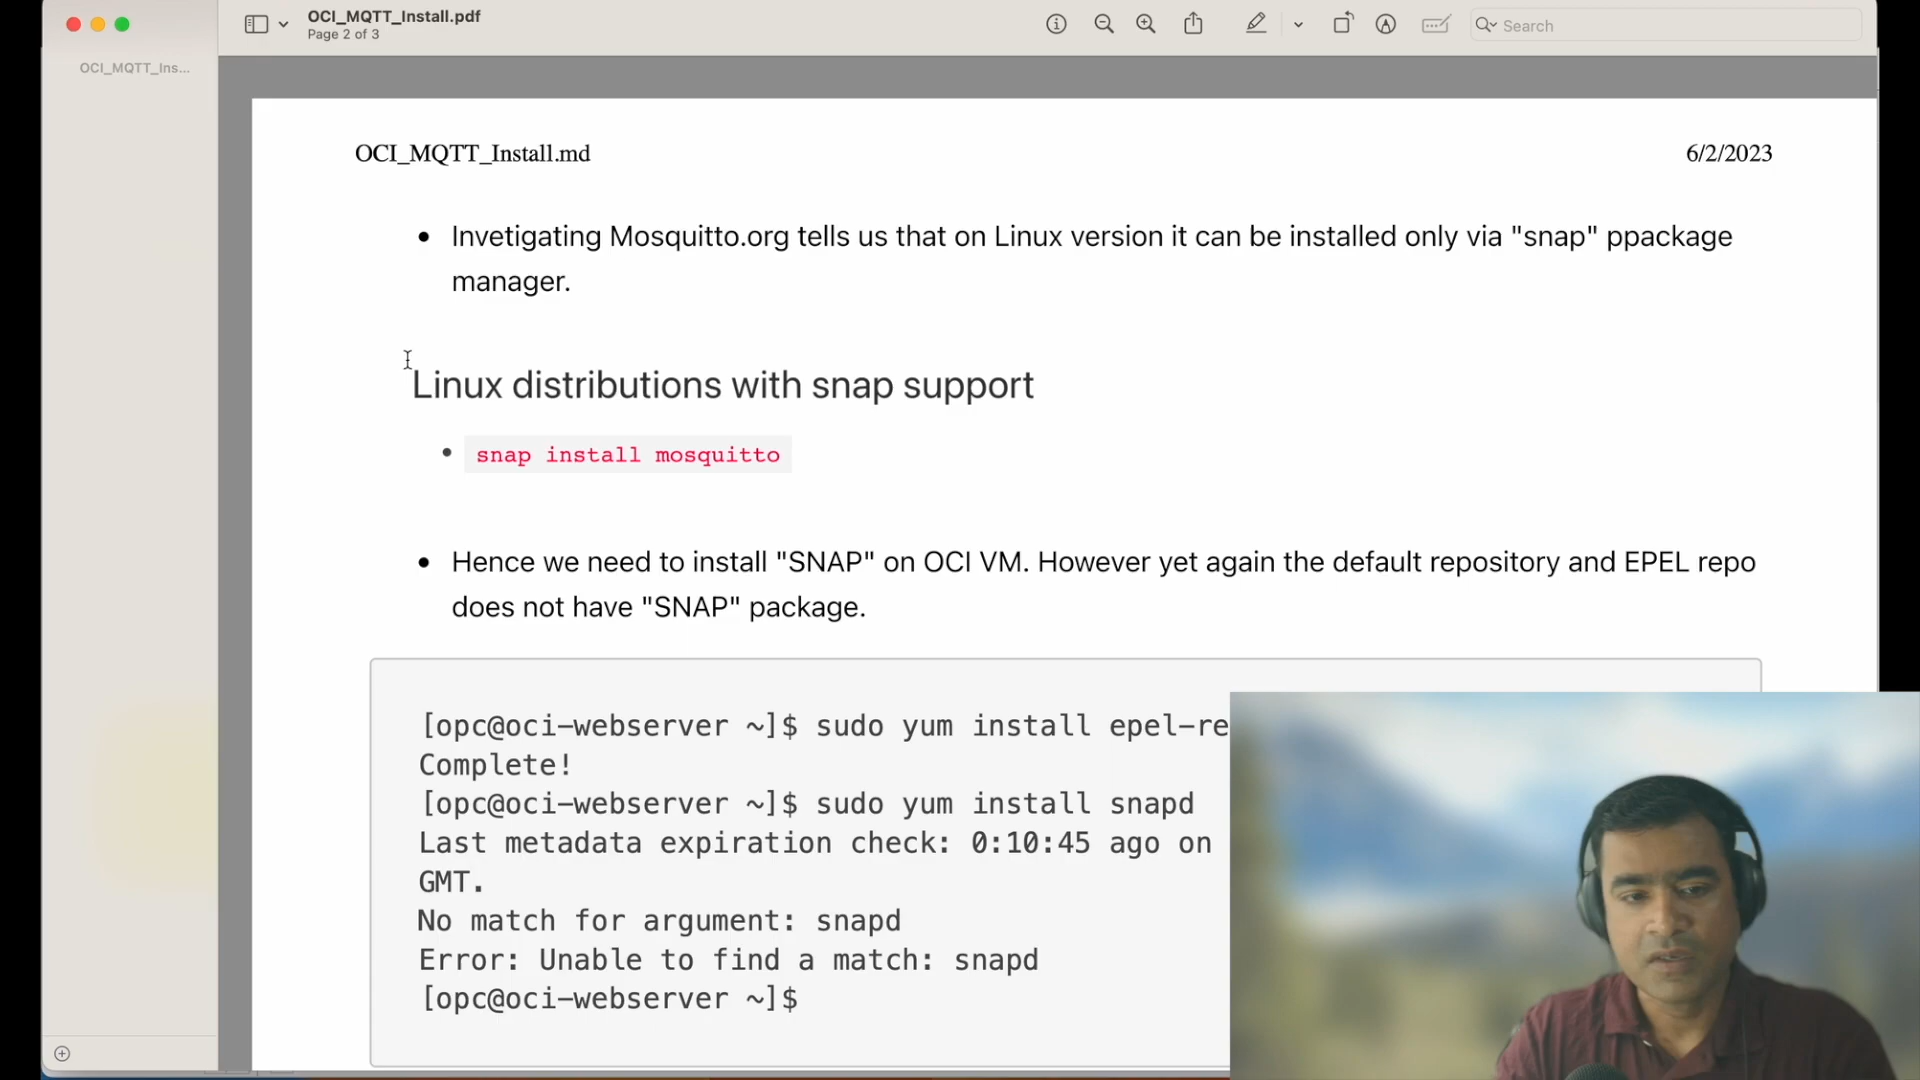 OCI_MQTT_Install.pdf
Page 2 of 3
Search
OCI_MQTT_Ins...
OCI_MQTT_Install.md
6/2/2023
• Invetigating Mosquitto.org tells us that on Linux version it can be installed only via "snap" ppackage
manager.
Linux distributions with snap support
• snap install mosquitto
• Hence we need to install "SNAP" on OCI VM. However yet again the default repository and EPEL repo
does not have "SNAP" package.
[opc@oci-webserver ~]$ sudo yum install epel-re
Complete!
[opc@oci-webserver ~]$ sudo yum install snapd
Last metadata expiration check: 0:10:45 ago on
GMT.
No match for argument: snapd
Error: Unable to find a match: snapd
[opc@oci-webserver ~]$